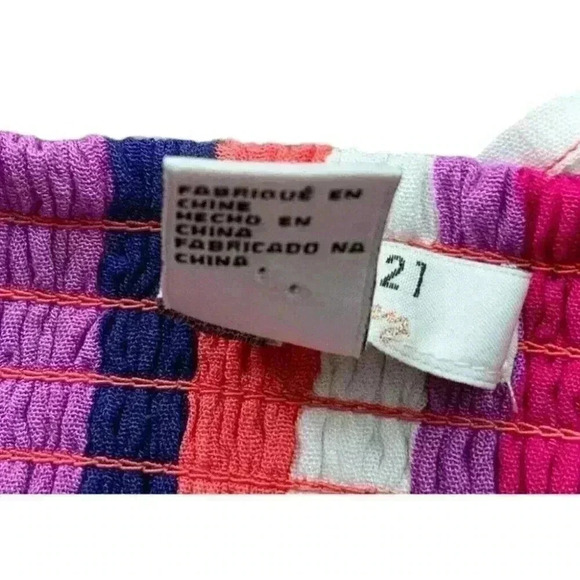 FABRIQUÉ EN
CHINE
HECHO EN
CHINA
FABRICADO NA
CHINA
21